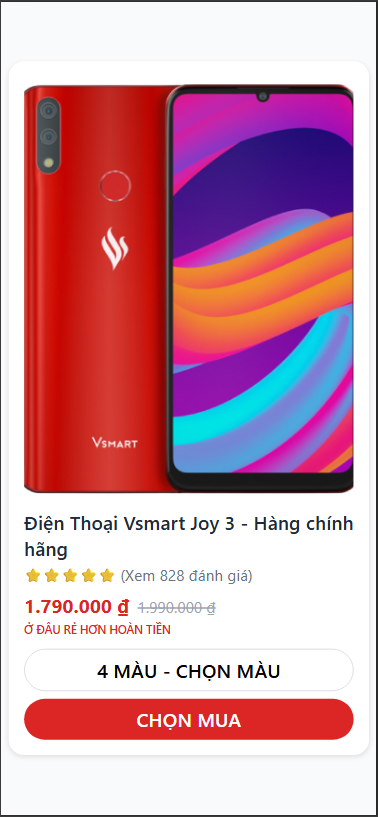 VSMART
Điện Thoại Vsmart Joy 3 - Hàng chính
hãng
(Xem 828 đánh giá)
1.790.000 ₫ 1.990.000 ₫
Ở ĐÂU RẺ HƠN HOÀN TIỀN
4 MÀU - CHỌN MÀU
CHỌN MUA